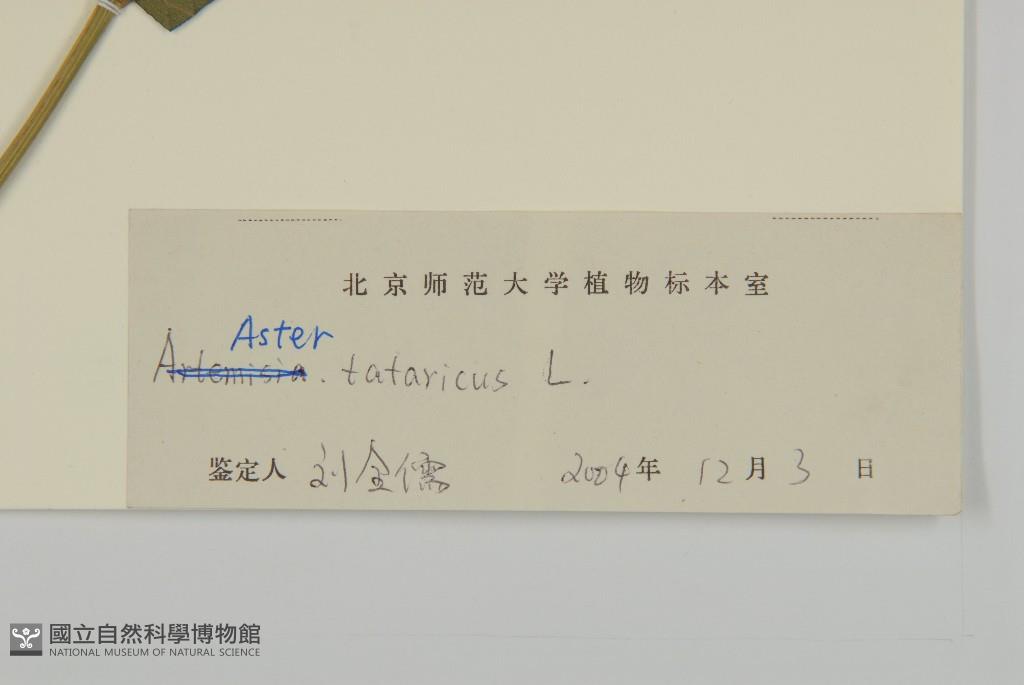 北京师范大学植物标本室
Aster
Artemisia. tataricus L.
鉴定人 刘全儒 2004年 12月 3 日
國立自然科學博物館
NATIONAL MUSEUM OF NATURAL SCIENCE